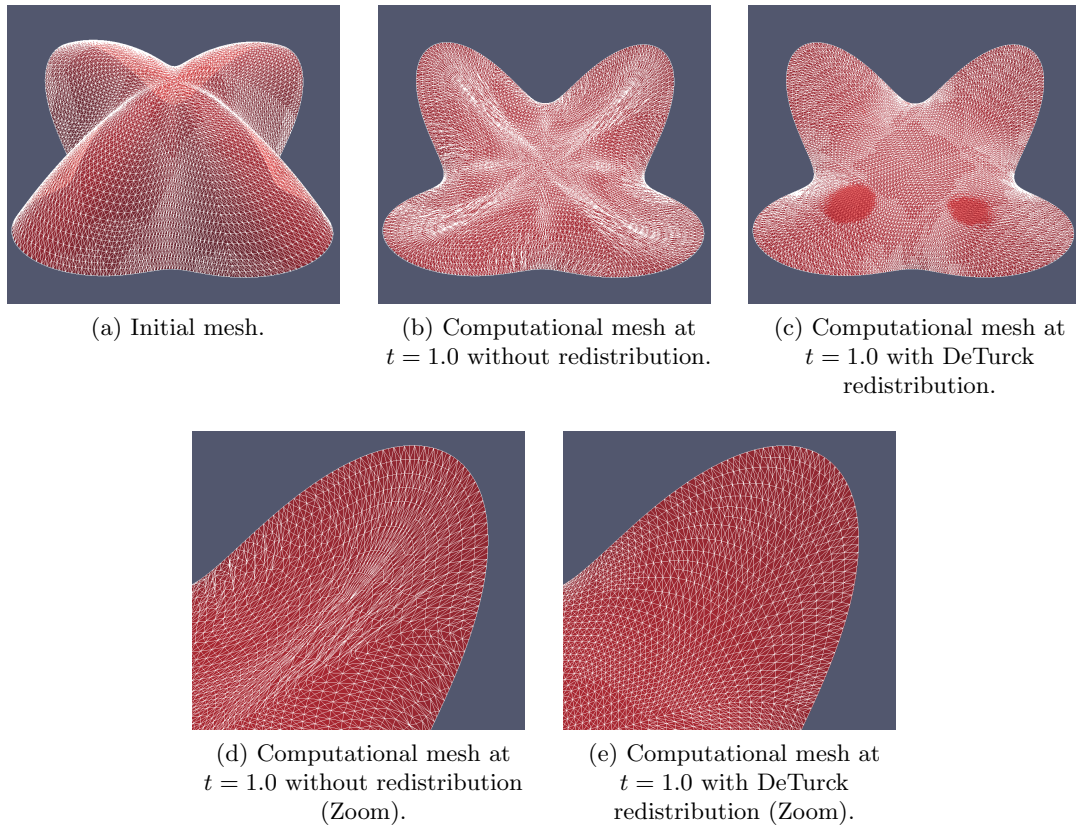 (a) Initial mesh.
(b) Computational mesh at
t = 1.0 without redistribution.
(c) Computational mesh at
t = 1.0 with DeTurck
redistribution.
(d) Computational mesh at
t = 1.0 without redistribution
(Zoom).
(e) Computational mesh at
t = 1.0 with DeTurck
redistribution (Zoom).